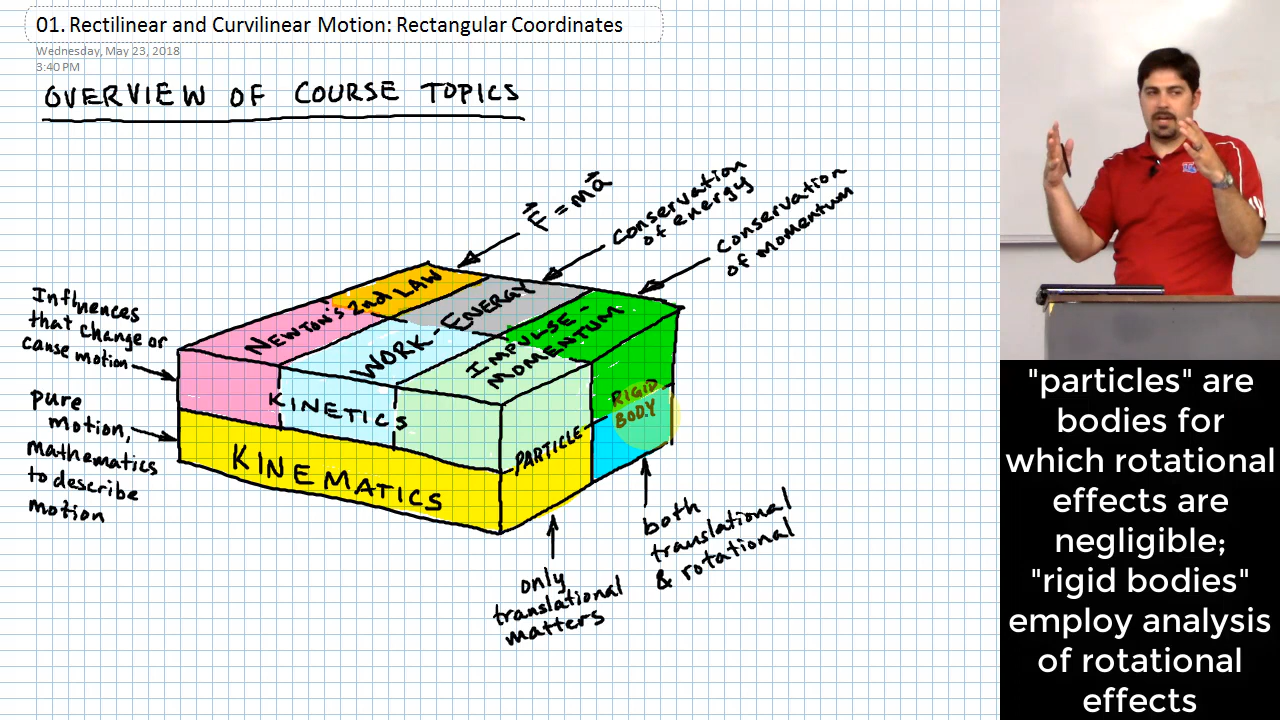 01. Rectilinear and Curvilinear Motion: Rectangular Coordinates
Wednesday, May 23, 2018
3:40 PM
OVERVIEW OF COURSE TOPICS
F = ma
conservation
of energy
conservation
of momentum
Influences
that change or
cause motion
pure
motion,
mathematics
to describe
motion
NEWTON'S 2nd LAW
WORK-ENERGY
IMPULSE-
MOMENTUM
KINETICS
KINEMATICS
PARTICLE
RIGID
BODY
only
translational
matters
both
translational
& rotational
"particles" are
bodies for
which rotational
effects are
negligible;
"rigid bodies"
employ analysis
of rotational
effects